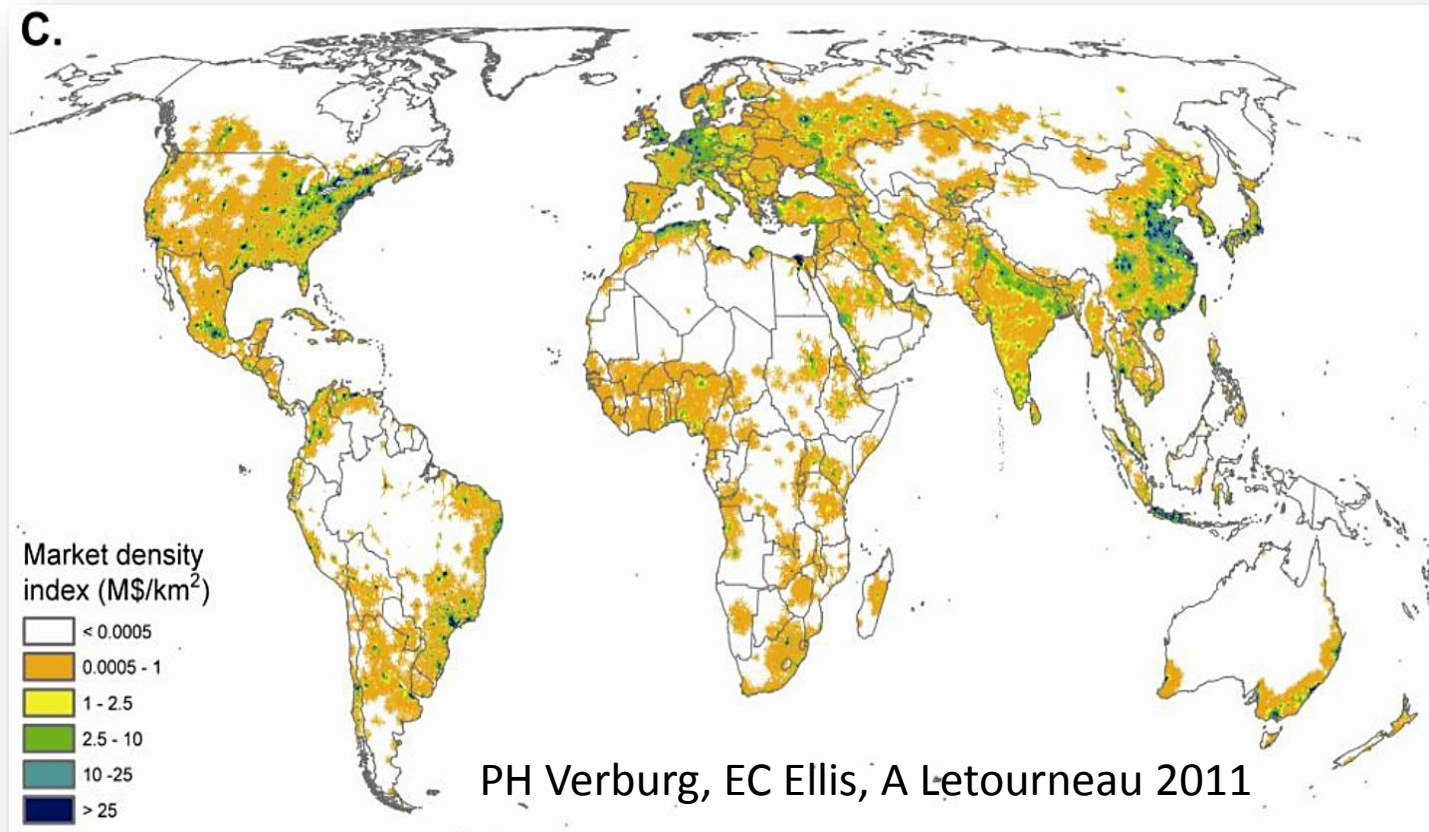 C.
Market density
index (M$/km²)
< 0.0005
0.0005 - 1
1 - 2.5
2.5 - 10
10 -25
> 25
PH Verburg, EC Ellis, A Letourneau 2011